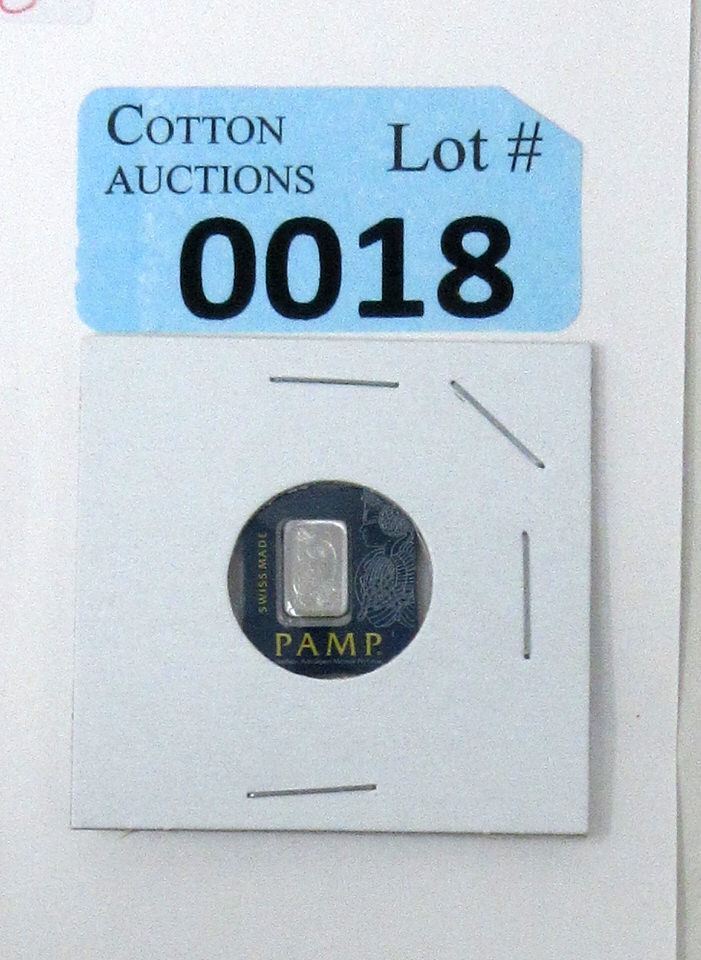 COTTON
AUCTIONS
Lot #
0018
SWISS MADE
PAMP